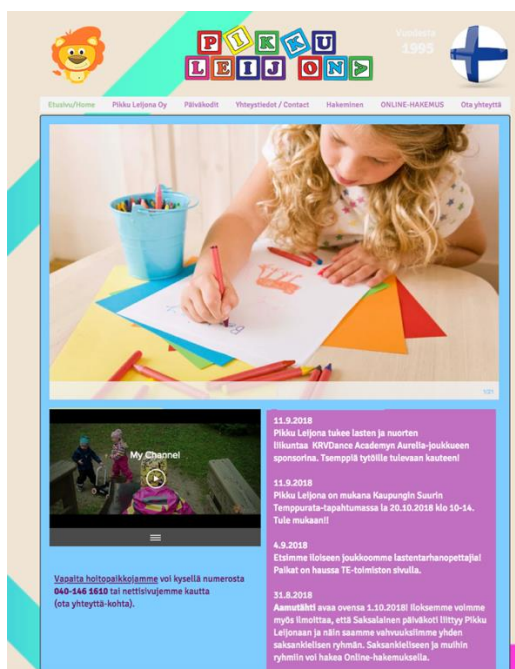 Vuodesta
1995
PIKKU
LEIJONA
Etusivu/Home Pikku Leijona Oy Päiväkodit Yhteystiedot / Contact Hakeminen ONLINE-HAKEMUS Ota yhteyttä
1/21
My Channel
11.9.2018
Pikku Leijona tukee lasten ja nuorten
liikuntaa KRVDance Academyn Aurelia-joukkueen
sponsorina. Tsemppiä tytöille tulevaan kauteen!
11.9.2018
Pikku Leijona on mukana Kaupungin Suurin
Temppurata-tapahtumassa la 20.10.2018 klo 10-14.
Tule mukaan!!
4.9.2018
Etsimme iloiseen joukkoomme lastentarhanopettajia!
Paikat on haussa TE-toimiston sivulla.
31.8.2018
Aamutähti avaa ovensa 1.10.2018! Iloksemme voimme
myös ilmoittaa, että Saksalainen päiväkoti liittyy Pikku
Leijonaan ja näin saamme vahvuuksiimme yhden
saksankielisen ryhmän. Saksankieliseen ja muihin
ryhmiin voi hakea Online-hakemuksella.
Vapaita hoitopaikkojamme voi kysellä numerosta
040-146 1610 tai nettisivujemme kautta
(ota yhteyttä-kohta).